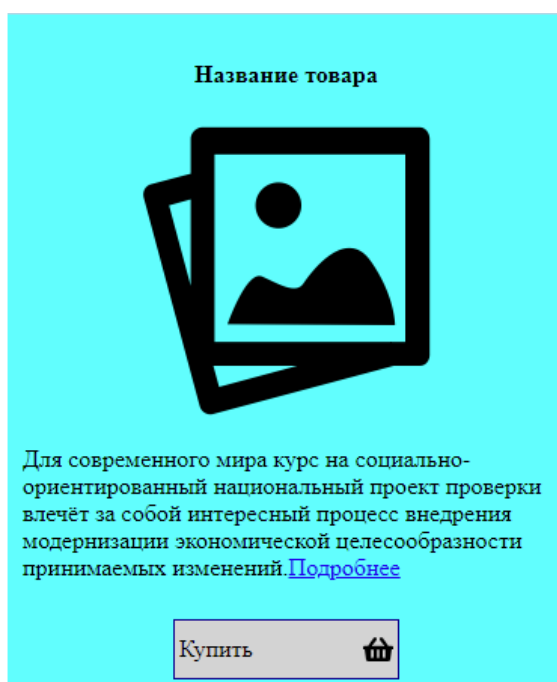 Название товара
Для современного мира курс на социально-
ориентированный национальный проект проверки
влечёт за собой интересный процесс внедрения
модернизации экономической целесообразности
принимаемых изменений.Подробнее
Купить